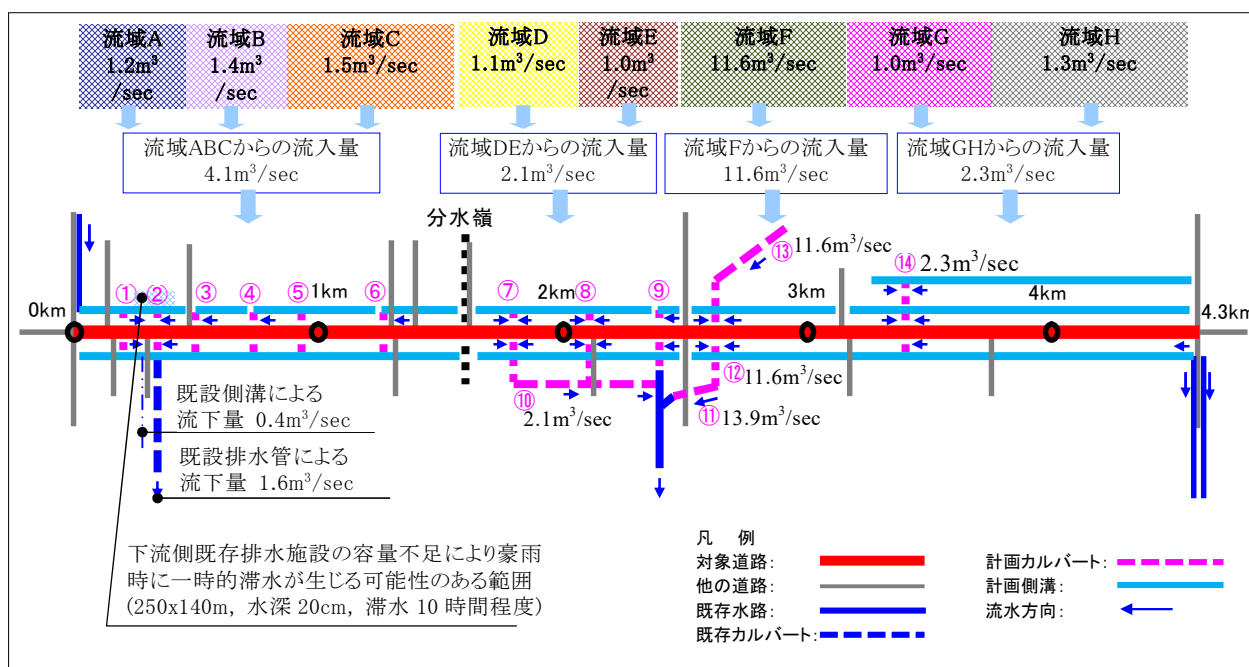 流域A
1.2m³
/sec
流域B
1.4m³
/sec
流域C
1.5m³/sec
流域D
1.1m³/sec
流域E
1.0m³
/sec
流域F
11.6m³/sec
流域G
1.0m³/sec
流域H
1.3m³/sec
流域ABCからの流入量
4.1m³/sec
流域DEからの流入量
2.1m³/sec
流域Fからの流入量
11.6m³/sec
流域GHからの流入量
2.3m³/sec
分水嶺
⑬ 11.6m³/sec
⑭ 2.3m³/sec
0km
①
②
③
④
⑤
1km
⑥
⑦
2km
⑧
⑨
3km
4km
4.3km
⑫ 11.6m³/sec
⑩
2.1m³/sec
⑪ 13.9m³/sec
既設側溝による
流下量 0.4m³/sec
既設排水管による
流下量 1.6m³/sec
下流側既存排水施設の容量不足により豪雨
時に一時的滞水が生じる可能性のある範囲
(250x140m, 水深 20cm, 滞水 10 時間程度)
凡 例
対象道路:
他の道路:
既存水路:
既存カルバート:
計画カルバート:
計画側溝:
流水方向: